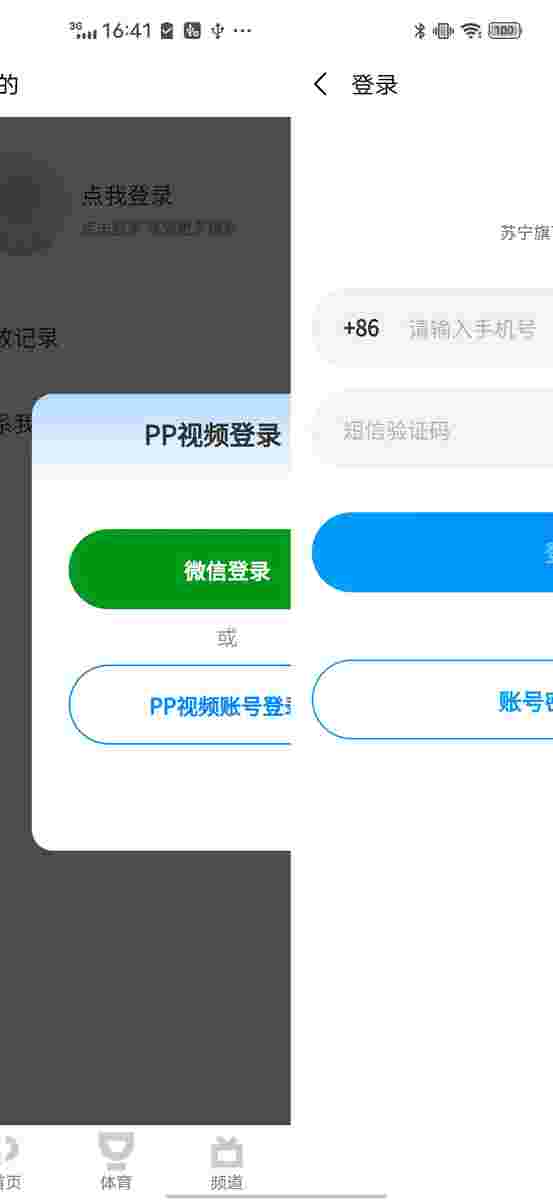 3G 16:41 100
的
登录
点我登录
苏宁旗
放记录
+86 请输入手机号
系我
PP视频登录
短信验证码
微信登录
或
PP视频账号登录
账号密
首页 体育 频道